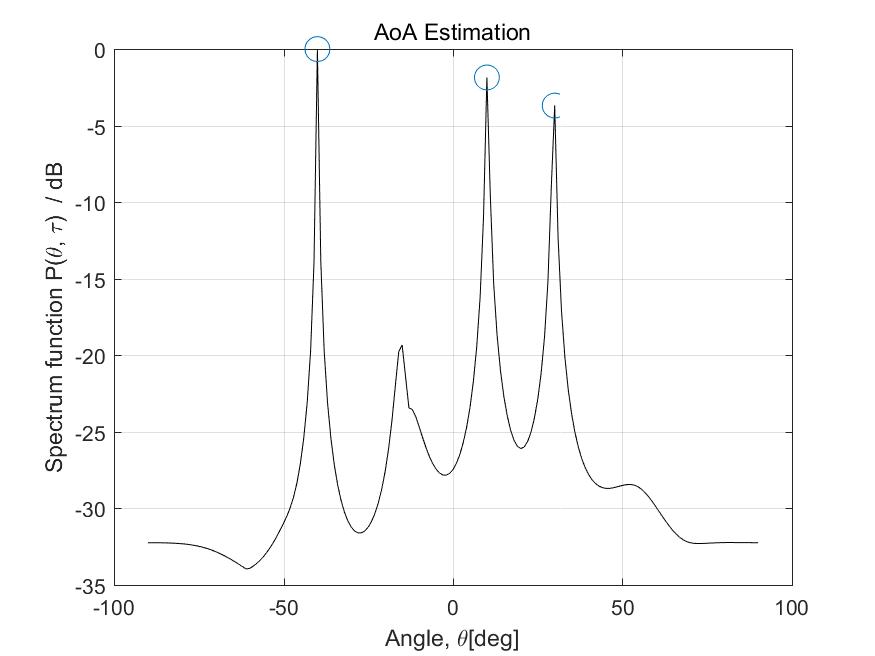 AoA Estimation
0
-5
-10
-15
-20
-25
-30
-35
Spectrum function P(θ, τ) / dB
-100 -50 0 50 100
Angle, θ[deg]